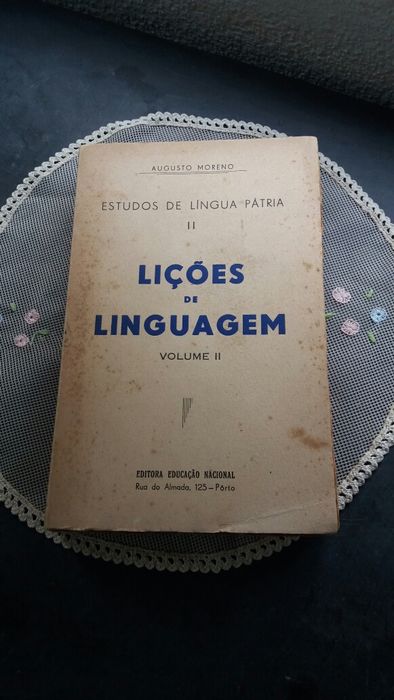 AUGUSTO MORENO
ESTUDOS DE LÍNGUA PÁTRIA
II
LIÇÕES
DE
LINGUAGEM
VOLUME II
EDITORA EDUCAÇÃO NACIONAL
Rua do Almada, 125 — Pôrto